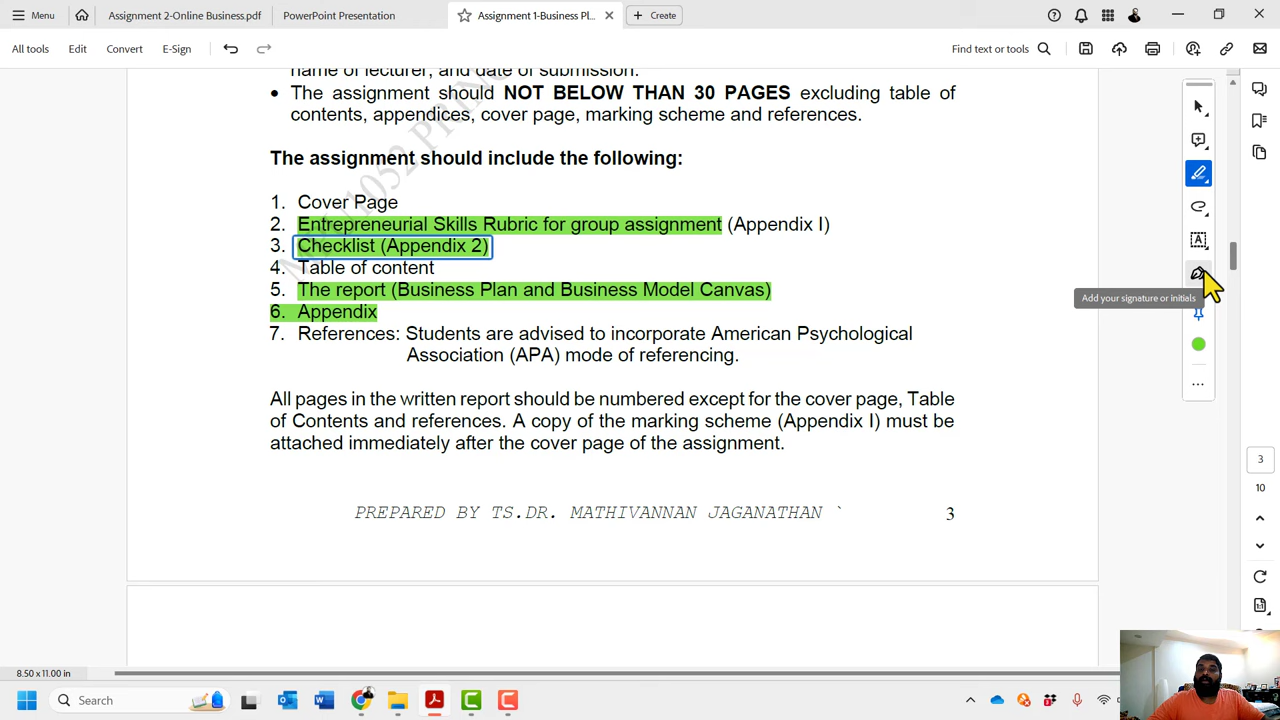 Menu
Assignment 2-Online Business.pdf
PowerPoint Presentation
Assignment 1-Business Pl...
Create
All tools
Edit
Convert
E-Sign
Find text or tools
name of lecturer, and date of submission.
• The assignment should NOT BELOW THAN 30 PAGES excluding table of
contents, appendices, cover page, marking scheme and references.
The assignment should include the following:
1. Cover Page
2. Entrepreneurial Skills Rubric for group assignment (Appendix I)
3. Checklist (Appendix 2)
4. Table of content
5. The report (Business Plan and Business Model Canvas)
6. Appendix
7. References: Students are advised to incorporate American Psychological
Association (APA) mode of referencing.
All pages in the written report should be numbered except for the cover page, Table
of Contents and references. A copy of the marking scheme (Appendix I) must be
attached immediately after the cover page of the assignment.
PREPARED BY TS.DR. MATHIVANNAN JAGANATHAN `
3
Add your signature or initials
3
10
8.50 x 11.00 in
Search